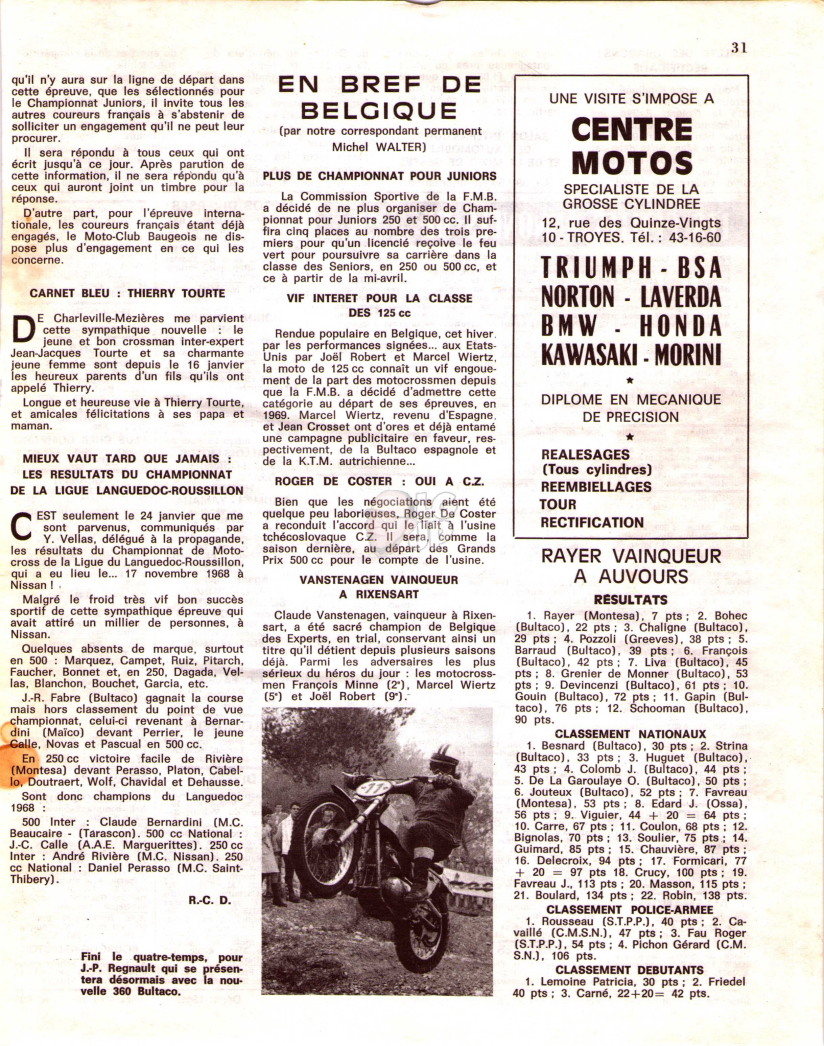 31
qu'il n'y aura sur la ligne de départ dans
cette épreuve, que les sélectionnés pour
le Championnat Juniors, il invite tous les
autres coureurs français à s'abstenir de
solliciter un engagement qu'il ne peut leur
procurer.
Il sera répondu à tous ceux qui ont
écrit jusqu'à ce jour. Après parution de
cette information, il ne sera répondu qu'à
ceux qui auront joint un timbre pour la
réponse.
D'autre part, pour l'épreuve interna-
tionale, les coureurs français étant déjà
engagés, le Moto-Club Baugeois ne dis-
pose plus d'engagement en ce qui les
concerne.
CARNET BLEU : THIERRY TOURTE
DE Charleville-Mezières me parvient
cette sympathique nouvelle : le
jeune et bon crossman inter-expert
Jean-Jacques Tourte et sa charmante
jeune femme sont depuis le 16 janvier
les heureux parents d'un fils qu'ils ont
appelé Thierry.
Longue et heureuse vie à Thierry Tourte,
et amicales félicitations à ses papa et
maman.
MIEUX VAUT TARD QUE JAMAIS :
LES RESULTATS DU CHAMPIONNAT
DE LA LIGUE LANGUEDOC-ROUSSILLON
CEST seulement le 24 janvier que me
sont parvenus, communiqués par
Y. Vellas, délégué à la propagande,
les résultats du Championnat de Moto-
cross de la Ligue du Languedoc-Roussillon,
qui a eu lieu le... 17 novembre 1968 à
Nissan !
Malgré le froid très vif bon succès
sportif de cette sympathique épreuve qui
avait attiré un millier de personnes, à
Nissan.
Quelques absents de marque, surtout
en 500 : Marquez, Campet, Ruiz, Pitarch,
Faucher, Bonnet et, en 250, Dagada, Vel-
las, Blanchon, Bouchet, Garcia, etc.
J.-R. Fabre (Bultaco) gagnait la course
mais hors classement du point de vue
championnat, celui-ci revenant à Bernar-
dini (Maïco) devant Perrier, le jeune
Calle, Novas et Pascual en 500 cc.
En 250 cc victoire facile de Rivière
(Montesa) devant Perasso, Platon, Cabel-
lo, Doutraert, Wolf, Chavidal et Dehausse.
Sont donc champions du Languedoc
1968 :
500 Inter : Claude Bernardini (M.C.
Beaucaire - (Tarascon). 500 cc National :
J.-C. Calle (A.A.E. Marguerittes). 250 cc
Inter : André Rivière (M.C. Nissan). 250
cc National : Daniel Perasso (M.C. Saint-
Thibery).
R.-C. D.
Fini le quatre-temps, pour
J.-P. Regnault qui se présen-
tera désormais avec la nou-
velle 360 Bultaco.
EN BREF DE
BELGIQUE
(par notre correspondant permanent
Michel WALTER)
PLUS DE CHAMPIONNAT POUR JUNIORS
La Commission Sportive de la F.M.B.
a décidé de ne plus organiser de Cham-
pionnat pour Juniors 250 et 500 cc. Il suf-
fira cinq places au nombre des trois pre-
miers pour qu'un licencié reçoive le feu
vert pour poursuivre sa carrière dans la
classe des Seniors, en 250 ou 500 cc, et
ce à partir de la mi-avril.
VIF INTERET POUR LA CLASSE
DES 125 cc
Rendue populaire en Belgique, cet hiver,
par les performances signées... aux Etats-
Unis par Joël Robert et Marcel Wiertz,
la moto de 125 cc connaît un vif engoue-
ment de la part des motocrossmen depuis
que la F.M.B. a décidé d'admettre cette
catégorie au départ de ses épreuves, en
1969. Marcel Wiertz, revenu d'Espagne,
et Jean Crosset ont d'ores et déjà entamé
une campagne publicitaire en faveur, res-
pectivement, de la Bultaco espagnole et
de la K.T.M. autrichienne...
ROGER DE COSTER : OUI A C.Z.
Bien que les négociations aient été
quelque peu laborieuses, Roger De Coster
a reconduit l'accord qui le liait à l'usine
tchécoslovaque C.Z. Il sera, comme la
saison dernière, au départ des Grands
Prix 500 cc pour le compte de l'usine.
VANSTENAGEN VAINQUEUR
A RIXENSART
Claude Vanstenagen, vainqueur à Rixen-
sart, a été sacré champion de Belgique
des Experts, en trial, conservant ainsi un
titre qu'il détient depuis plusieurs saisons
déjà. Parmi les adversaires les plus
sérieux du héros du jour : les motocross-
men François Minne (2e), Marcel Wiertz
(5e) et Joël Robert (9e).
11
UNE VISITE S'IMPOSE A
CENTRE
MOTOS
SPECIALISTE DE LA
GROSSE CYLINDREE
12, rue des Quinze-Vingts
10 - TROYES. Tél. : 43-16-60
TRIUMPH - BSA
NORTON - LAVERDA
BMW - HONDA
KAWASAKI - MORINI
★
DIPLOME EN MECANIQUE
DE PRECISION
★
REALESAGES
(Tous cylindres)
REEMBIELLAGES
TOUR
RECTIFICATION
RAYER VAINQUEUR
A AUVOURS
RÉSULTATS
1. Rayer (Montesa), 7 pts ; 2. Bohec
(Bultaco), 22 pts ; 3. Chaligne (Bultaco),
29 pts ; 4. Pozzoli (Greeves), 38 pts ; 5.
Barraud (Bultaco), 39 pts ; 6. François
(Bultaco), 42 pts ; 7. Liva (Bultaco), 45
pts ; 8. Grenier de Monner (Bultaco), 53
pts ; 9. Devincenzi (Bultaco), 61 pts ; 10.
Gouin (Bultaco), 72 pts ; 11. Gapin (Bul-
taco), 76 pts ; 12. Schooman (Bultaco),
90 pts.
CLASSEMENT NATIONAUX
1. Besnard (Bultaco), 30 pts ; 2. Strina
(Bultaco), 33 pts ; 3. Huguet (Bultaco),
43 pts ; 4. Colomb J. (Bultaco), 44 pts ;
5. De La Garoulaye O. (Bultaco), 50 pts ;
6. Jouteux (Bultaco), 52 pts ; 7. Favreau
(Montesa), 53 pts ; 8. Edard J. (Ossa),
56 pts ; 9. Viguier, 44 + 20 = 64 pts ;
10. Carre, 67 pts ; 11. Coulon, 68 pts ; 12.
Bignolas, 70 pts ; 13. Soulier, 75 pts ; 14.
Guimard, 85 pts ; 15. Chauvière, 87 pts ;
16. Delecroix, 94 pts ; 17. Formicari, 77
+ 20 = 97 pts 18. Crucy, 100 pts ; 19.
Favreau J., 113 pts ; 20. Masson, 115 pts ;
21. Boulard, 134 pts ; 22. Robin, 138 pts.
CLASSEMENT POLICE-ARMEE
1. Rousseau (S.T.P.P.), 40 pts ; 2. Ca-
vaillé (C.M.S.N.), 47 pts ; 3. Fau Roger
(S.T.P.P.), 54 pts ; 4. Pichon Gérard (C.M.
S.N.), 106 pts.
CLASSEMENT DEBUTANTS
1. Lemoine Patricia, 30 pts ; 2. Friedel
40 pts ; 3. Carné, 22+20= 42 pts.